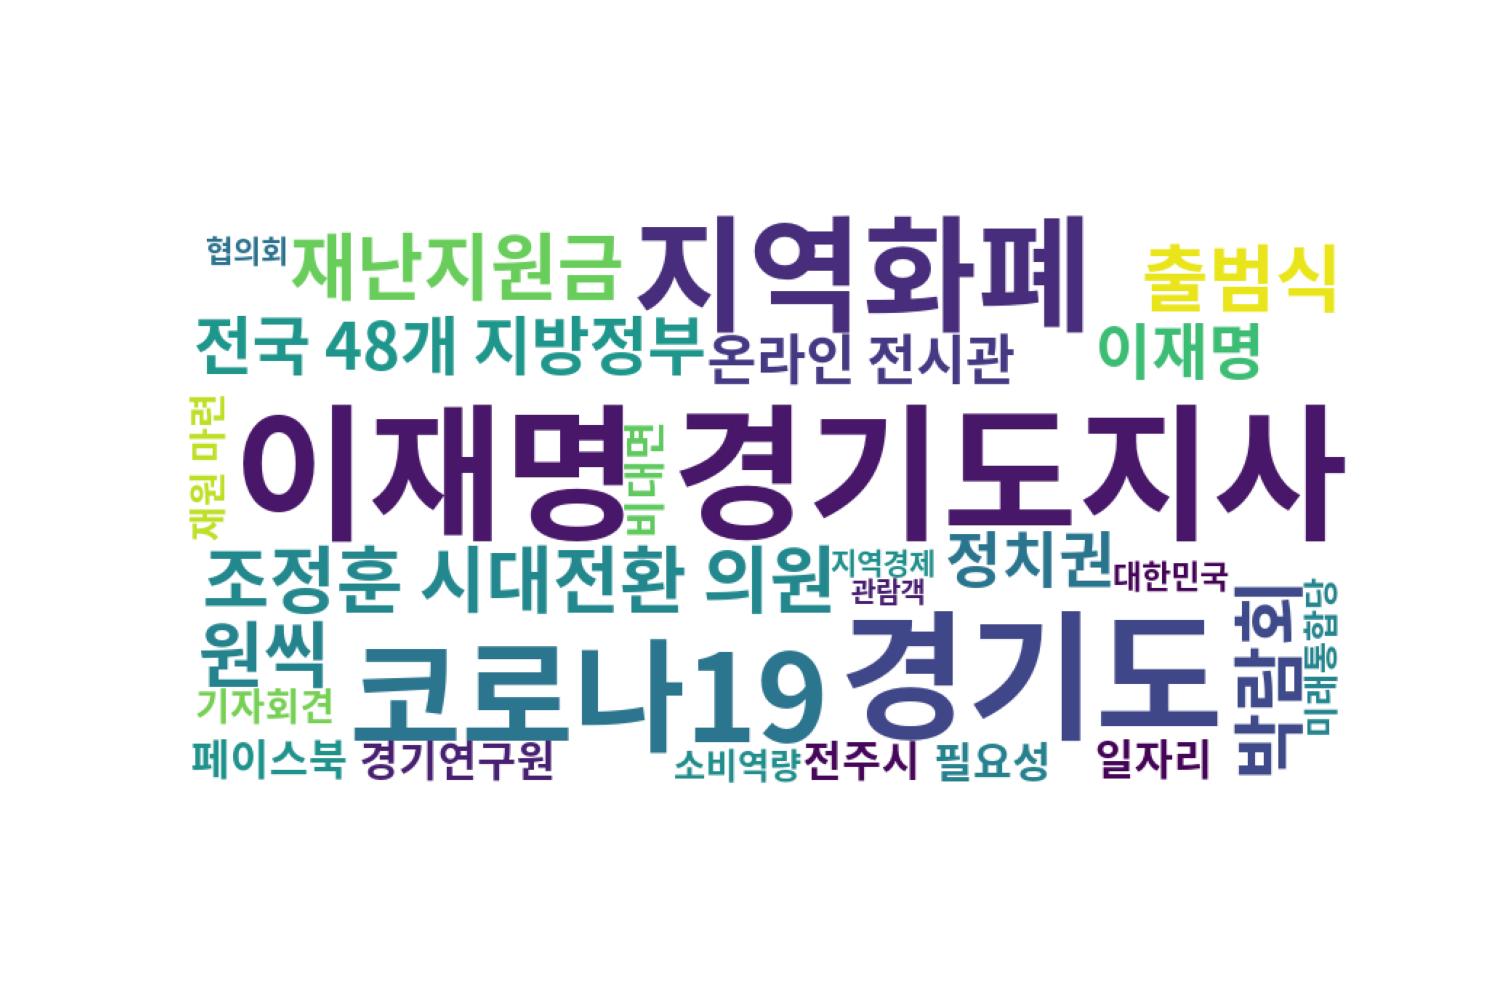 협의회 재난지원금 지역화폐 출범식
전국 48개 지방정부 온라인 전시관 이재명
재원 마련
이재명 경기도지사
비대면
조정훈 시대전환 의원 지역경제 정치권
관람객 대한민국
원씩
코로나19 경기도 박람회 미래통합당
기자회견
페이스북 경기연구원 소비역량 전주시 필요성 일자리